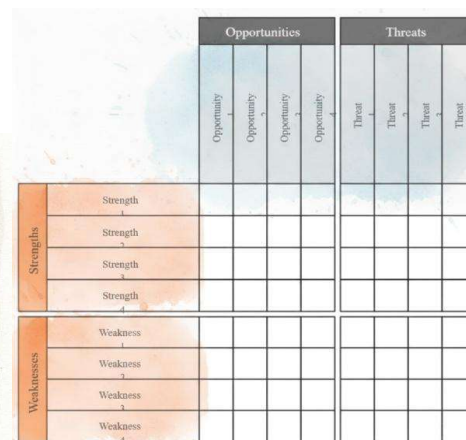 Opportunities Threats
Opportunity
Opportunity
2
Opportunity
3
Opportunity
4
Threat
1
Threat
2
Threat
3
Threat
Strengths
Strength
1
Strength
2
Strength
3
Strength
4
Weaknesses
Weakness
1
Weakness
2
Weakness
3
Weakness
4